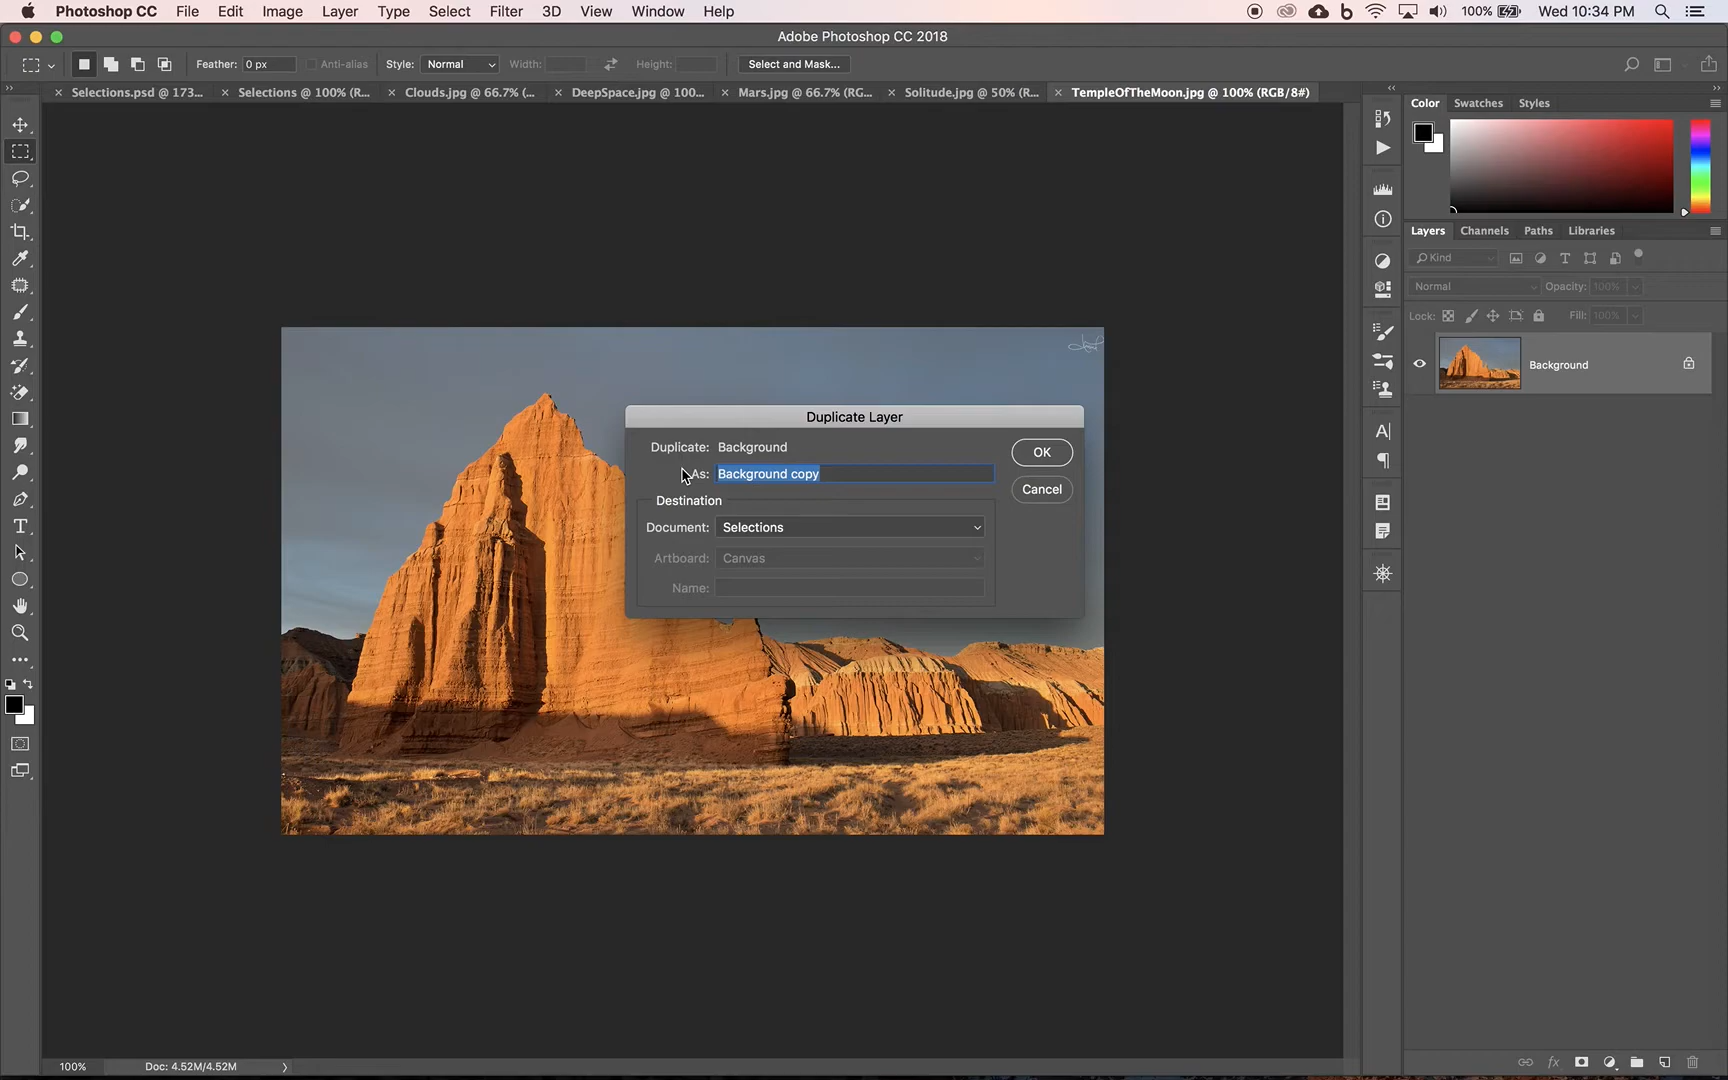 Photoshop CC File Edit Image Layer Type Select Filter 3D View Window Help 100% Wed 10:34 PM
Adobe Photoshop CC 2018
Feather: 0 px Anti-alias Style: Normal Width: Height: Select and Mask...
Selections.psd @ 173... Selections @ 100% (R... Clouds.jpg @ 66.7% (... DeepSpace.jpg @ 100... Mars.jpg @ 66.7% (RG... Solitude.jpg @ 50% (R... TempleOfTheMoon.jpg @ 100% (RGB/8#)
Color Swatches Styles
Layers Channels Paths Libraries
Kind
Normal Opacity: 100%
Lock: Fill: 100%
Background
Duplicate Layer
Duplicate: Background
As: Background copy
Destination
Document: Selections
Artboard: Canvas
Name:
OK
Cancel
100% Doc: 4.52M/4.52M